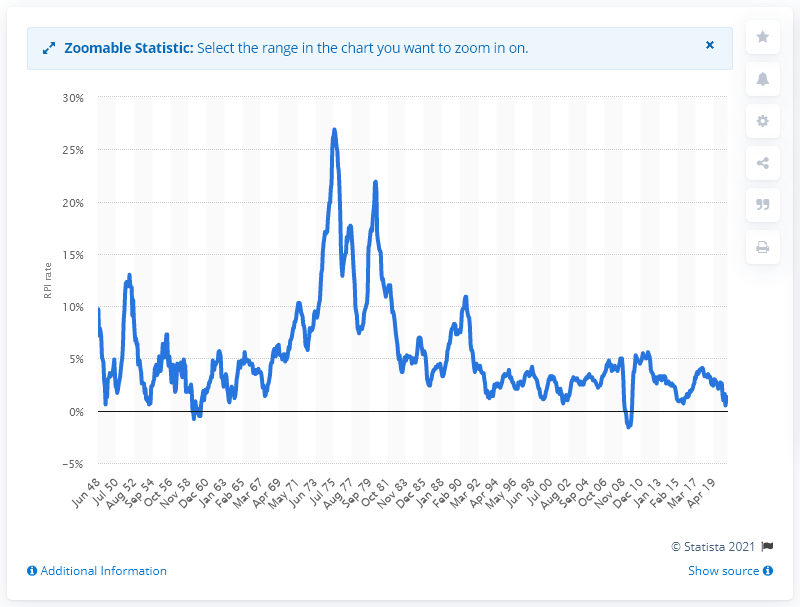 Zoomable Statistic: Select the range in the chart you want to zoom in on.
×
30%
25%
20%
15%
10%
5%
0%
−5%
RPI rate
Jun 48
Jul 50
Aug 52
Sep 54
Oct 56
Nov 58
Dec 60
Jan 63
Feb 65
Mar 67
Apr 69
May 71
Jun 73
Jul 75
Aug 77
Sep 79
Oct 81
Nov 83
Dec 85
Jan 88
Feb 90
Mar 92
Apr 94
May 96
Jun 98
Jul 00
Aug 02
Sep 04
Oct 06
Nov 08
Dec 10
Jan 13
Feb 15
Mar 17
Apr 19
© Statista 2021
Additional Information
Show source